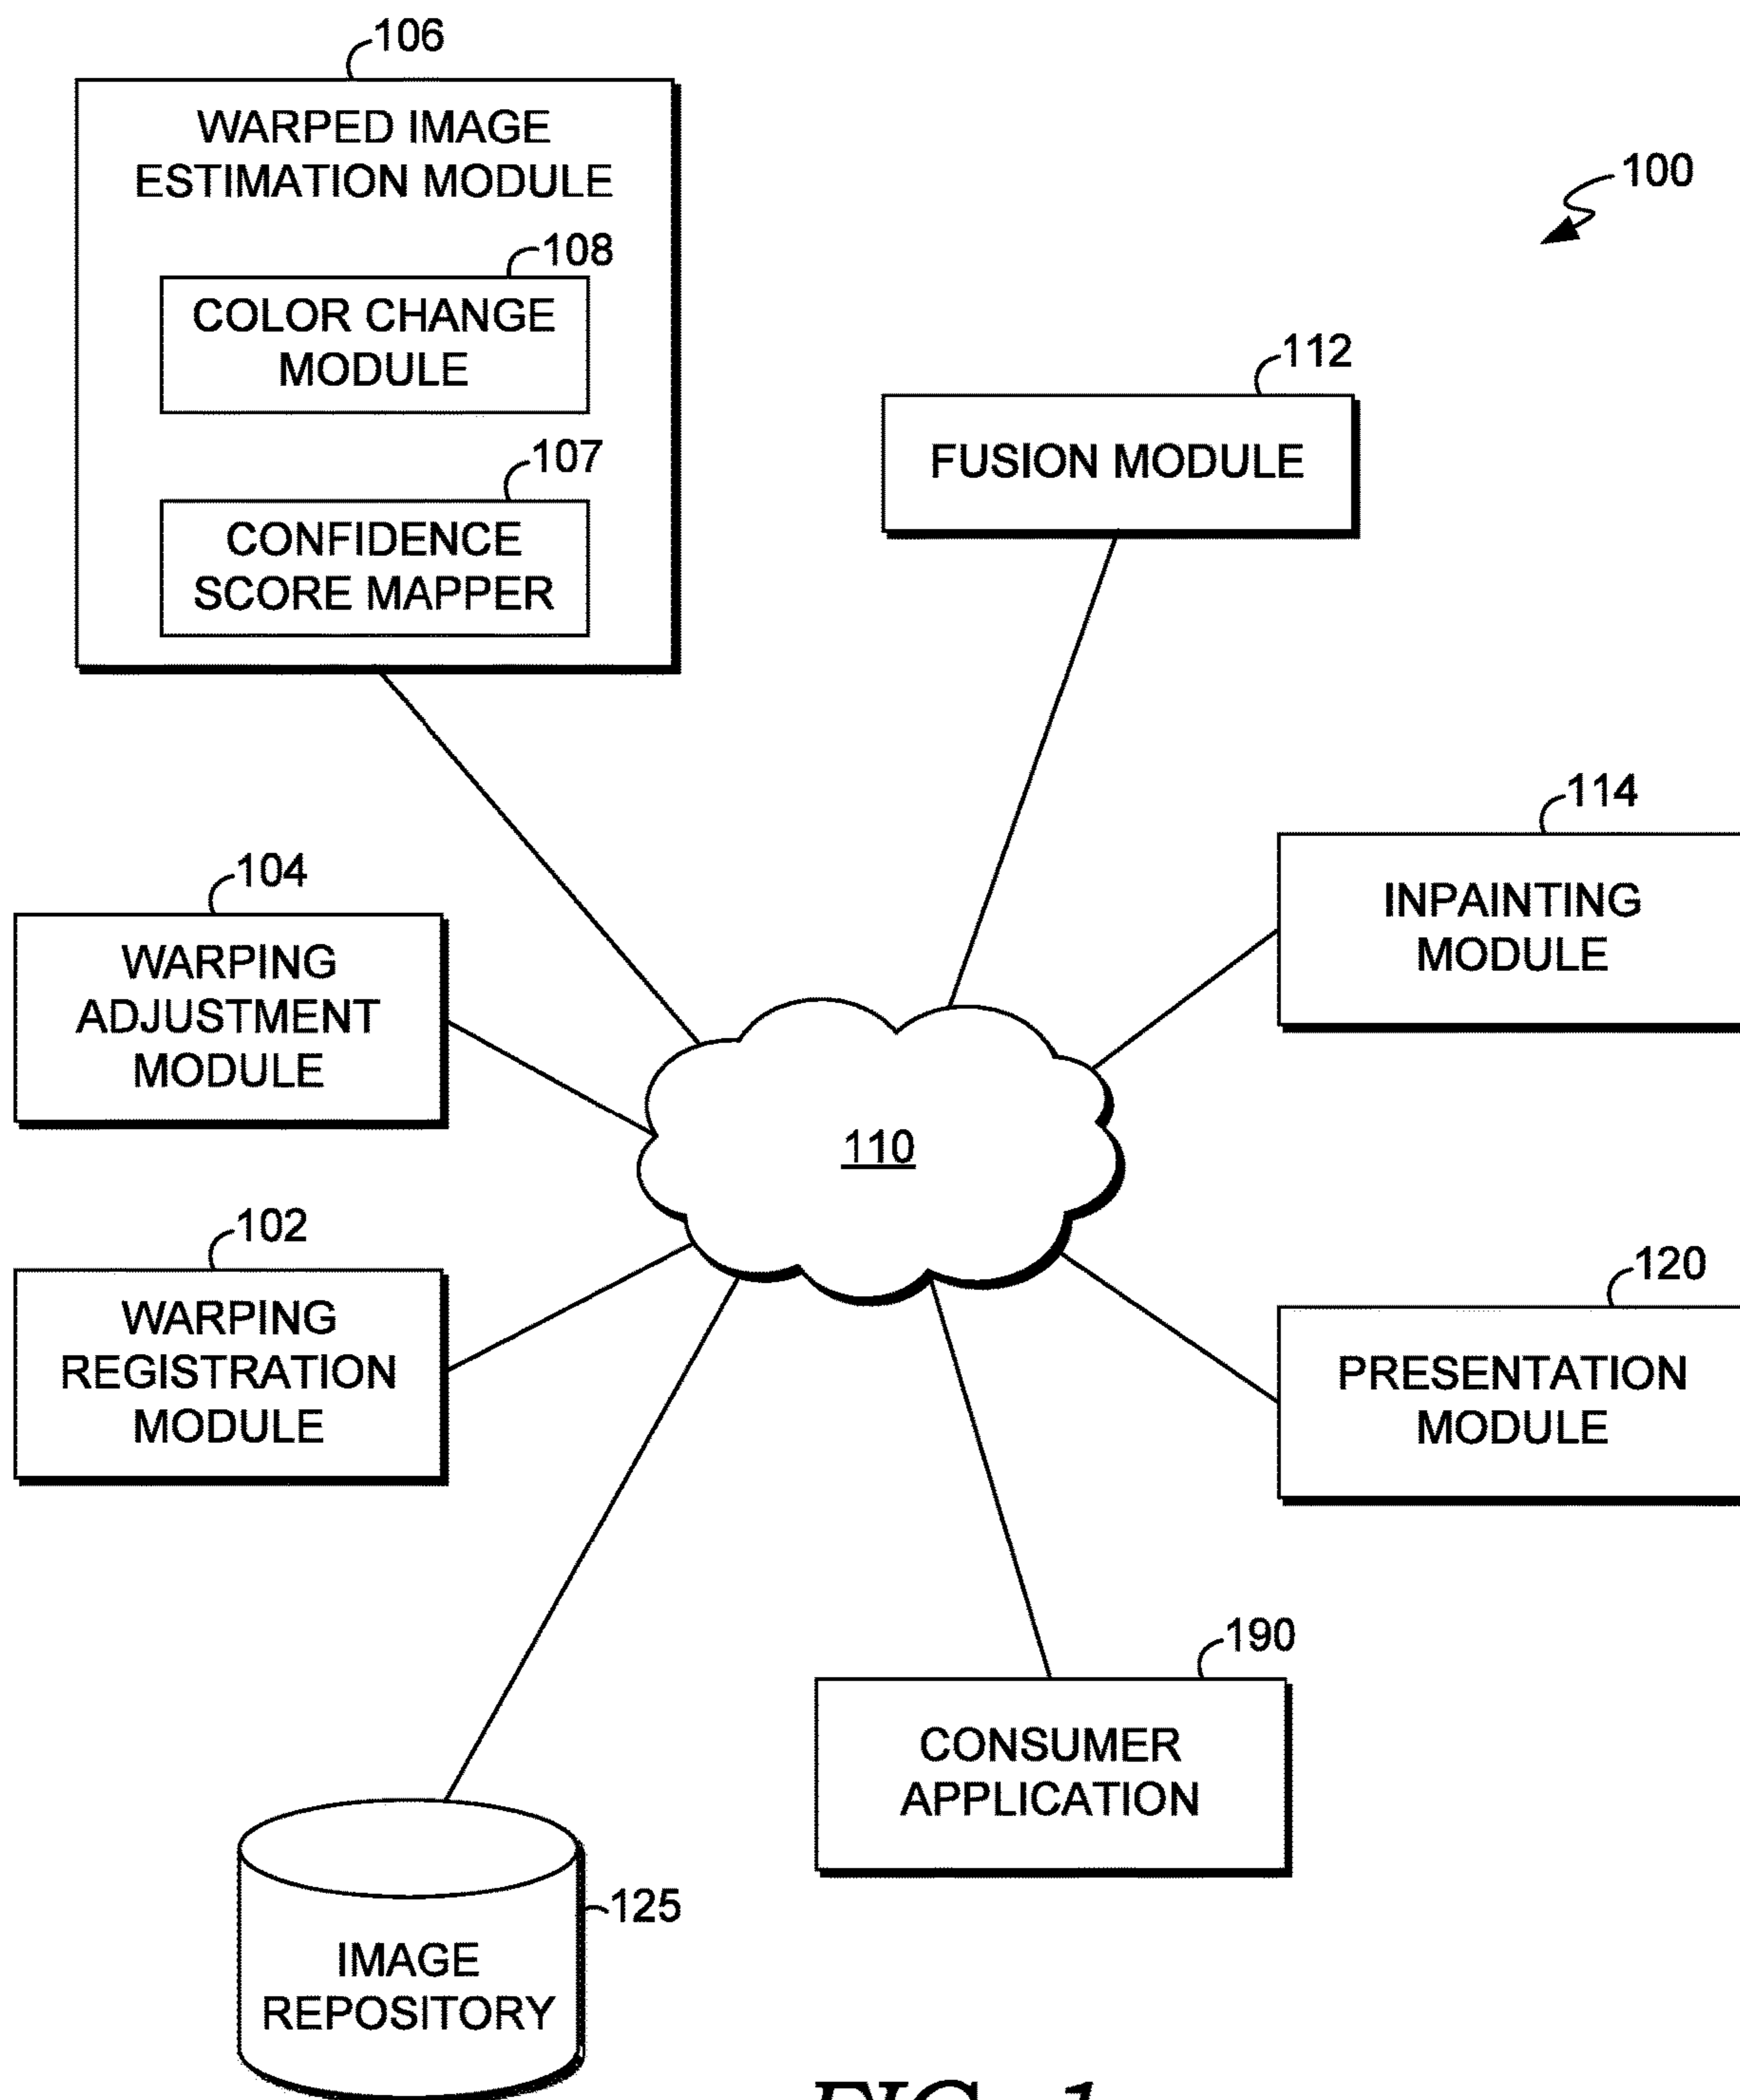 106
WARPED IMAGE
ESTIMATION MODULE
100
108
COLOR CHANGE
MODULE
112
FUSION MODULE
107
CONFIDENCE
SCORE MAPPER
114
INPAINTING
MODULE
104
WARPING
ADJUSTMENT
MODULE
110
102
WARPING
REGISTRATION
MODULE
120
PRESENTATION
MODULE
190
CONSUMER
APPLICATION
125
IMAGE
REPOSITORY
FIG. 1